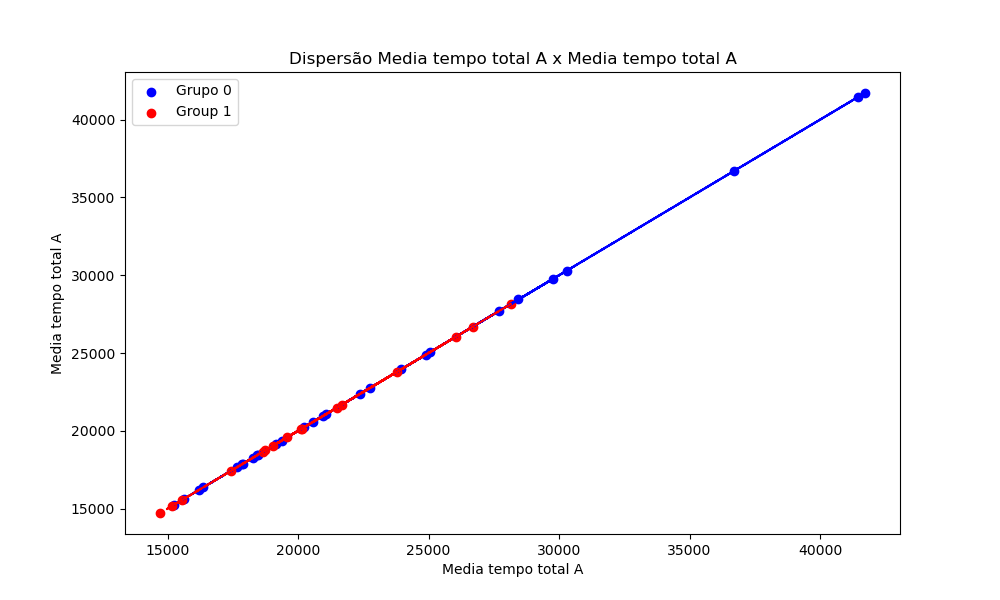 Dispersão Media tempo total A x Media tempo total A
Grupo 0
Group 1
Media tempo total A
40000
35000
30000
25000
20000
15000
15000 20000 25000 30000 35000 40000
Media tempo total A